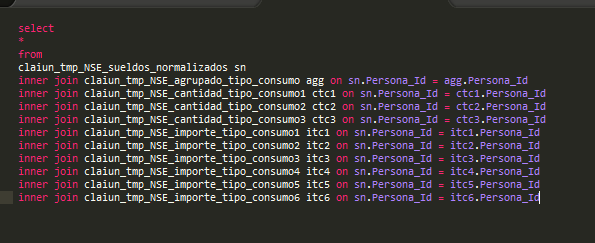 select
*
from
claiun_tmp_NSE_sueldos_normalizados sn
inner join claiun_tmp_NSE_agrupado_tipo_consumo agg on sn.Persona_Id = agg.Persona_Id
inner join claiun_tmp_NSE_cantidad_tipo_consumo1 ctc1 on sn.Persona_Id = ctc1.Persona_Id
inner join claiun_tmp_NSE_cantidad_tipo_consumo2 ctc2 on sn.Persona_Id = ctc2.Persona_Id
inner join claiun_tmp_NSE_cantidad_tipo_consumo3 ctc3 on sn.Persona_Id = ctc3.Persona_Id
inner join claiun_tmp_NSE_importe_tipo_consumo1 itc1 on sn.Persona_Id = itc1.Persona_Id
inner join claiun_tmp_NSE_importe_tipo_consumo2 itc2 on sn.Persona_Id = itc2.Persona_Id
inner join claiun_tmp_NSE_importe_tipo_consumo3 itc3 on sn.Persona_Id = itc3.Persona_Id
inner join claiun_tmp_NSE_importe_tipo_consumo4 itc4 on sn.Persona_Id = itc4.Persona_Id
inner join claiun_tmp_NSE_importe_tipo_consumo5 itc5 on sn.Persona_Id = itc5.Persona_Id
inner join claiun_tmp_NSE_importe_tipo_consumo6 itc6 on sn.Persona_Id = itc6.Persona_Id